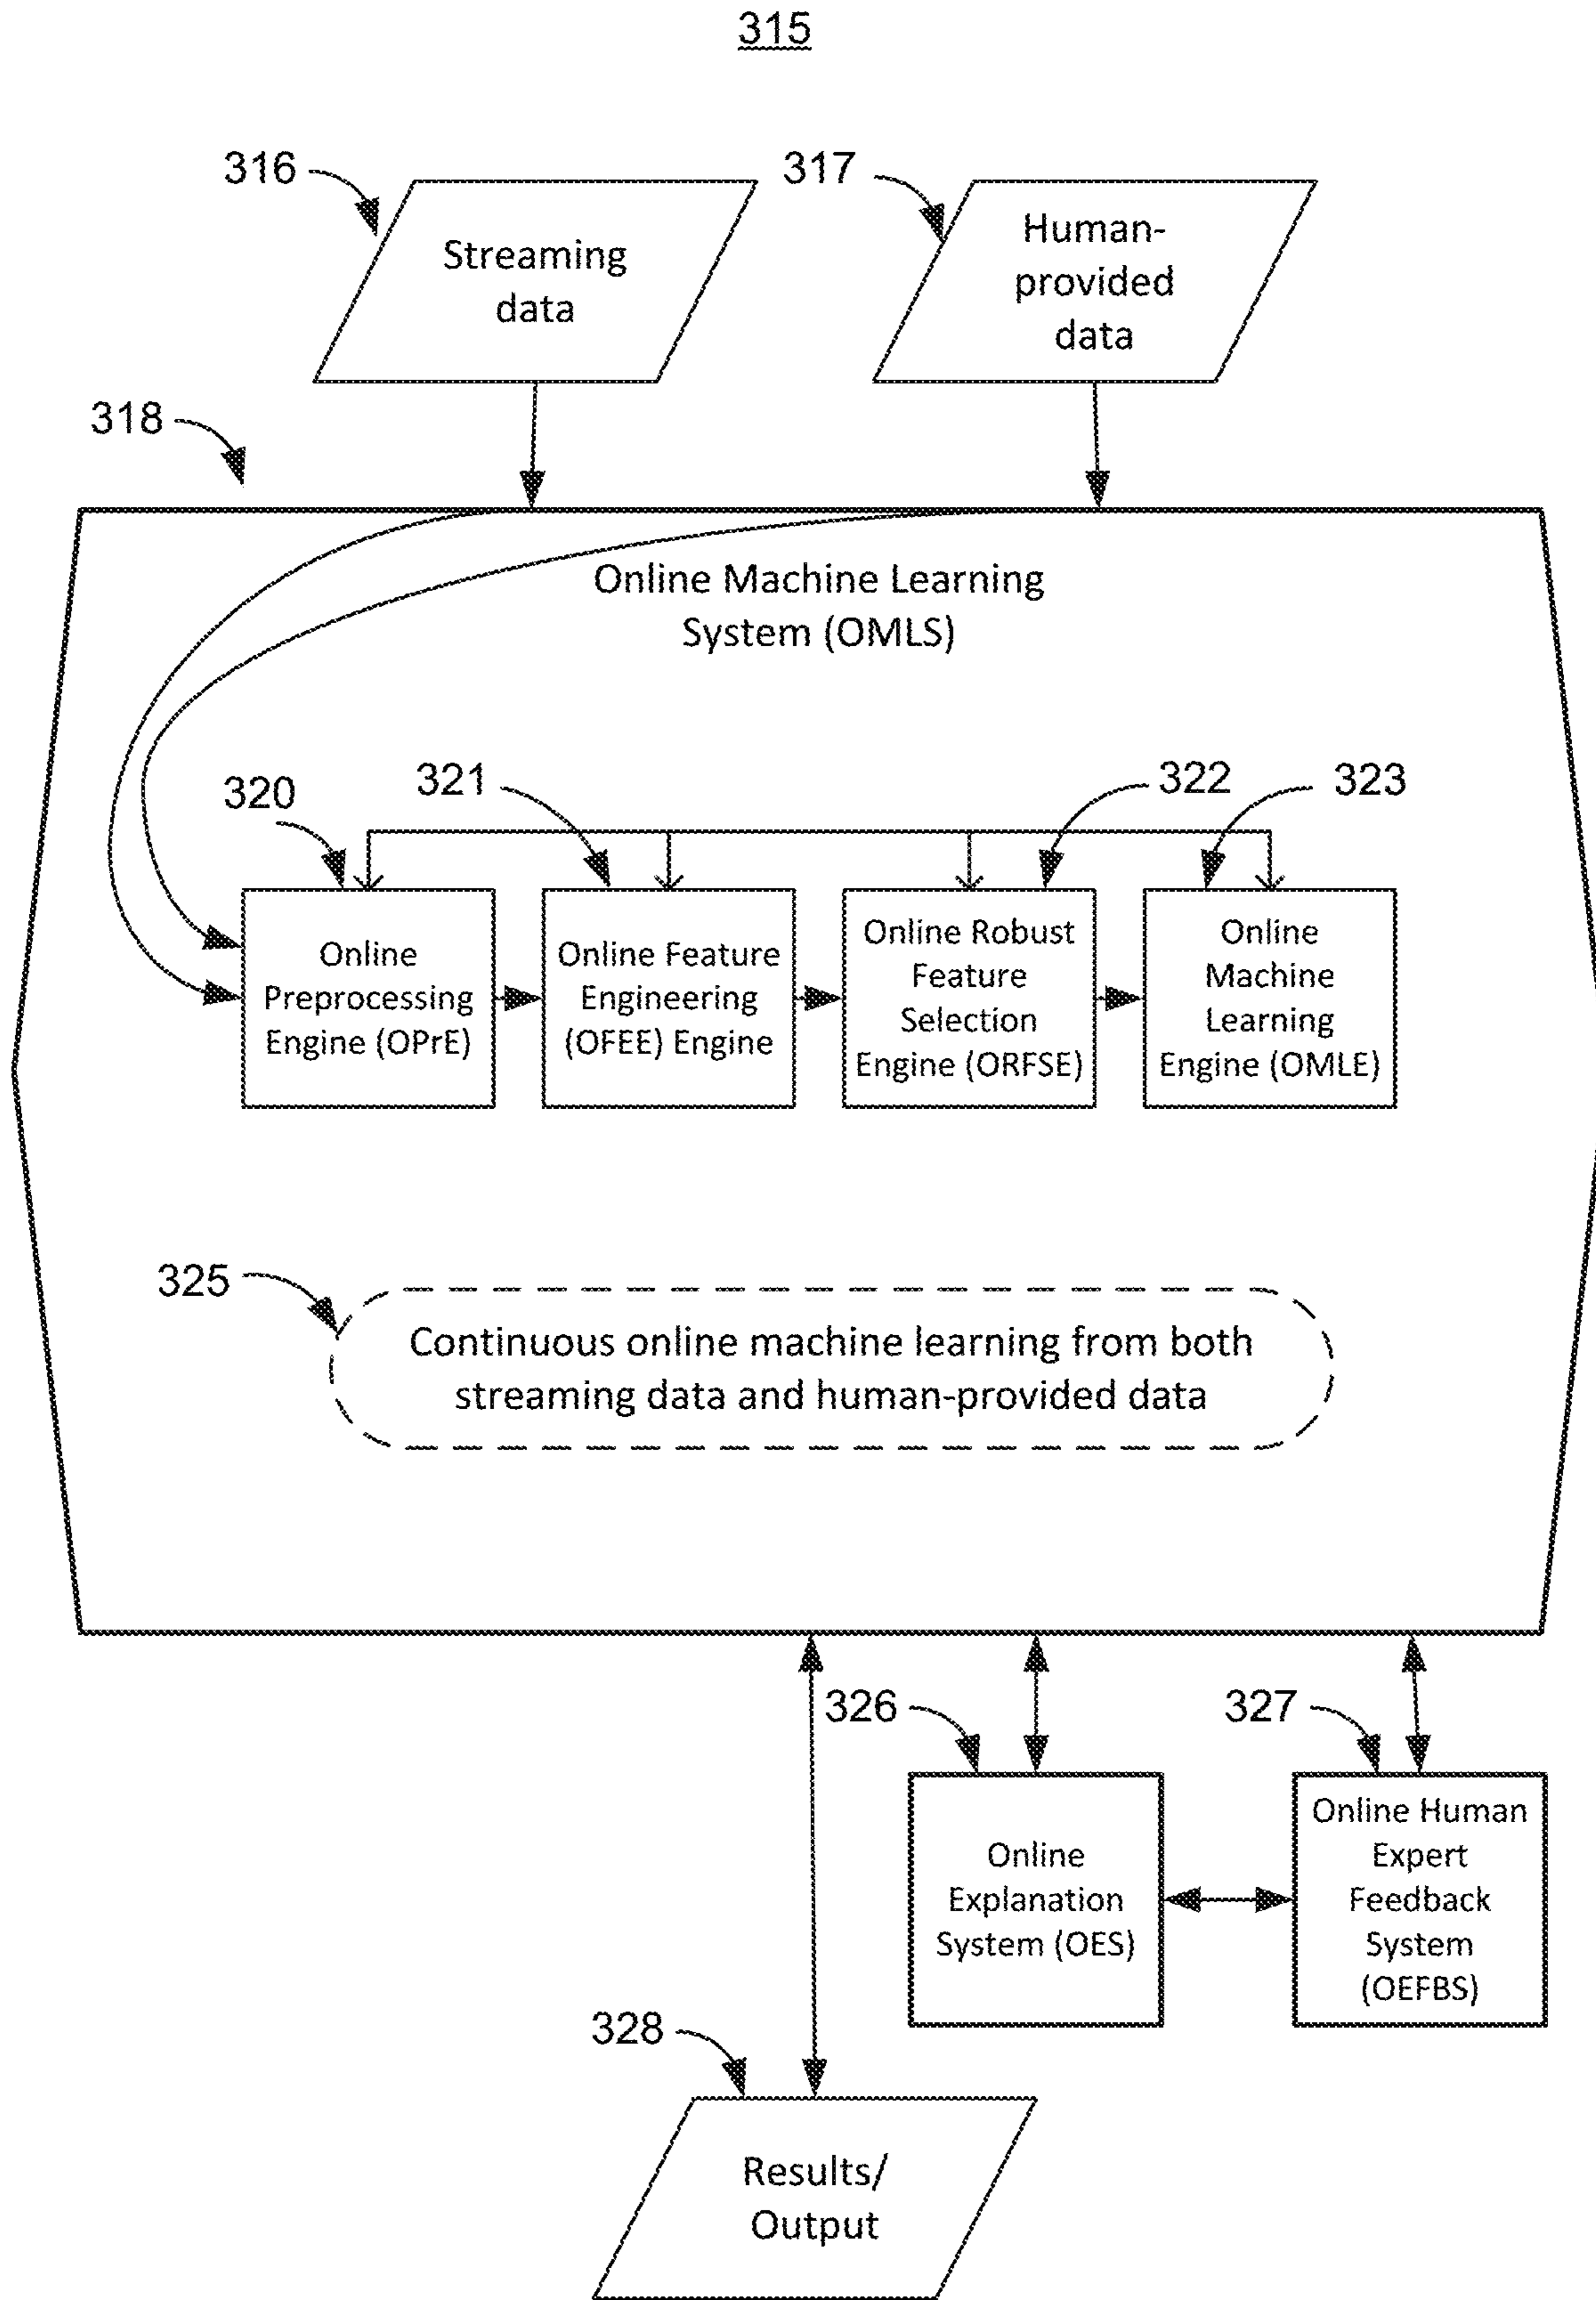 315
316
Streaming
data
317
Human-
provided
data
318
Online Machine Learning
System (OMLS)
320
321
322
323
Online
Preprocessing
Engine (OPrE)
Online Feature
Engineering
(OFEE) Engine
Online Robust
Feature
Selection
Engine (ORFSE)
Online
Machine
Learning
Engine (OMLE)
325
Continuous online machine learning from both
streaming data and human-provided data
326
327
Online
Explanation
System (OES)
Online Human
Expert
Feedback
System
(OEFBS)
328
Results/
Output